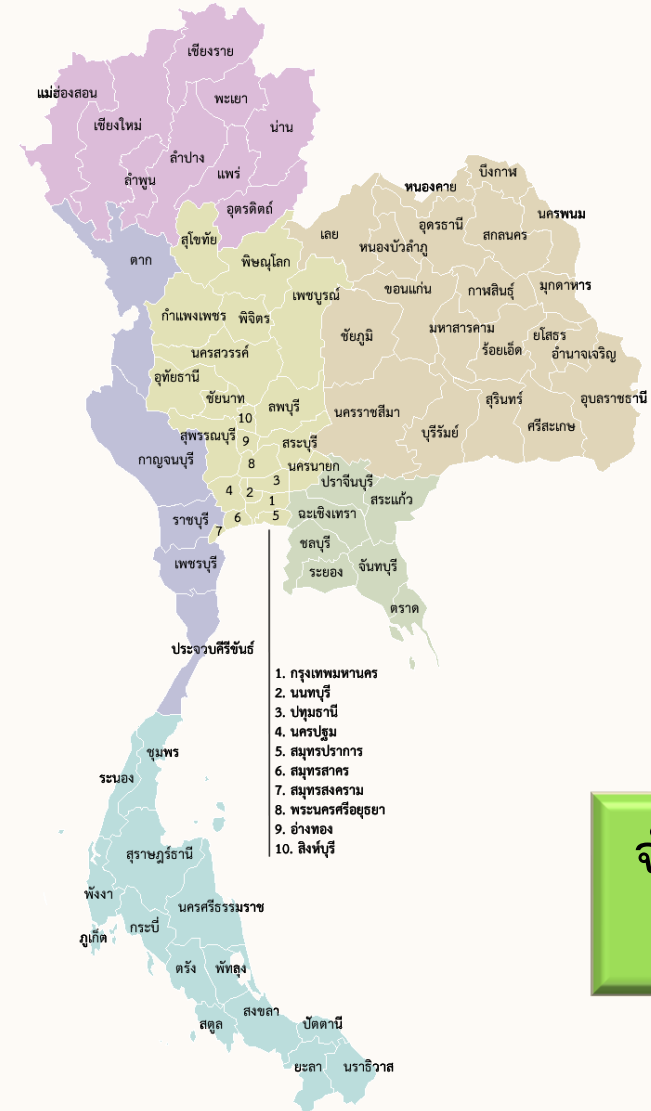 เชียงราย
แม่ฮ่องสอน
พะเยา
เชียงใหม่
น่าน
ลำปาง
แพร่
ลำพูน
อุตรดิตถ์
บึงกาฬ
หนองคาย
นครพนม
เลย
อุดรธานี
สกลนคร
สุโขทัย
หนองบัวลำภู
ตาก
พิษณุโลก
เพชบูรณ์
ขอนแก่น
กาฬสินธุ์
มุกดาหาร
กำแพงเพชร
พิจิตร
ชัยภูมิ
มหาสารคาม
ยโสธร
ร้อยเอ็ด
อำนาจเจริญ
นครสวรรค์
อุทัยธานี
ชัยนาท
ลพบุรี
นครราชสีมา
สุรินทร์
อุบลราชธานี
10
บุรีรัมย์
ศรีสะเกษ
สุพรรณบุรี
9
สระบุรี
กาญจนบุรี
8
นครนายก
3
ปราจีนบุรี
4
2
1
สระแก้ว
ราชบุรี
6
5
ฉะเชิงเทรา
7
ชลบุรี
เพชรบุรี
ระยอง
จันทบุรี
ตราด
ประจวบคีรีขันธ์
1. กรุงเทพมหานคร
2. นนทบุรี
3. ปทุมธานี
4. นครปฐม
5. สมุทรปราการ
6. สมุทรสาคร
7. สมุทรสงคราม
8. พระนครศรีอยุธยา
9. อ่างทอง
10. สิงห์บุรี
ชุมพร
ระนอง
สุราษฎร์ธานี
พังงา
นครศรีธรรมราช
กระบี่
ภูเก็ต
ตรัง
พัทลุง
สงขลา
สตูล
ปัตตานี
ยะลา
นราธิวาส